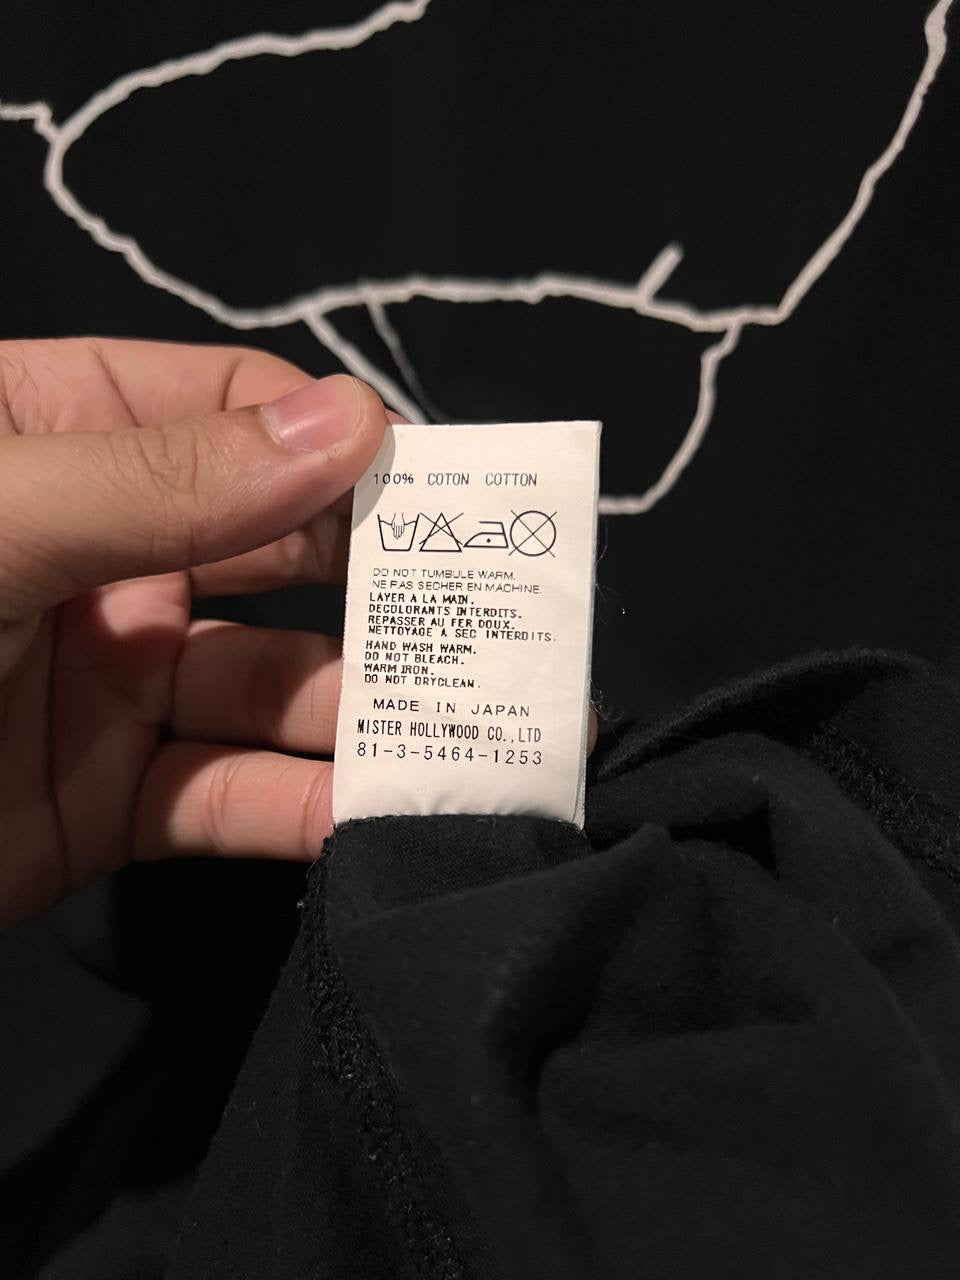 100% COTON COTTON
DO NOT TUMBULE WARM.
NE PAS SECHER EN MACHINE.
LAYER À LA MAIN.
DECOLORANTS INTERDITS.
REPASSER AU FER DOUX.
NETTOYAGE A SEC INTERDITS.
HAND WASH WARM.
DO NOT BLEACH.
WARM IRON.
DO NOT DRYCLEAN.
MADE IN JAPAN
MISTER HOLLYWOOD CO.,LTD
81-3-5464-1253